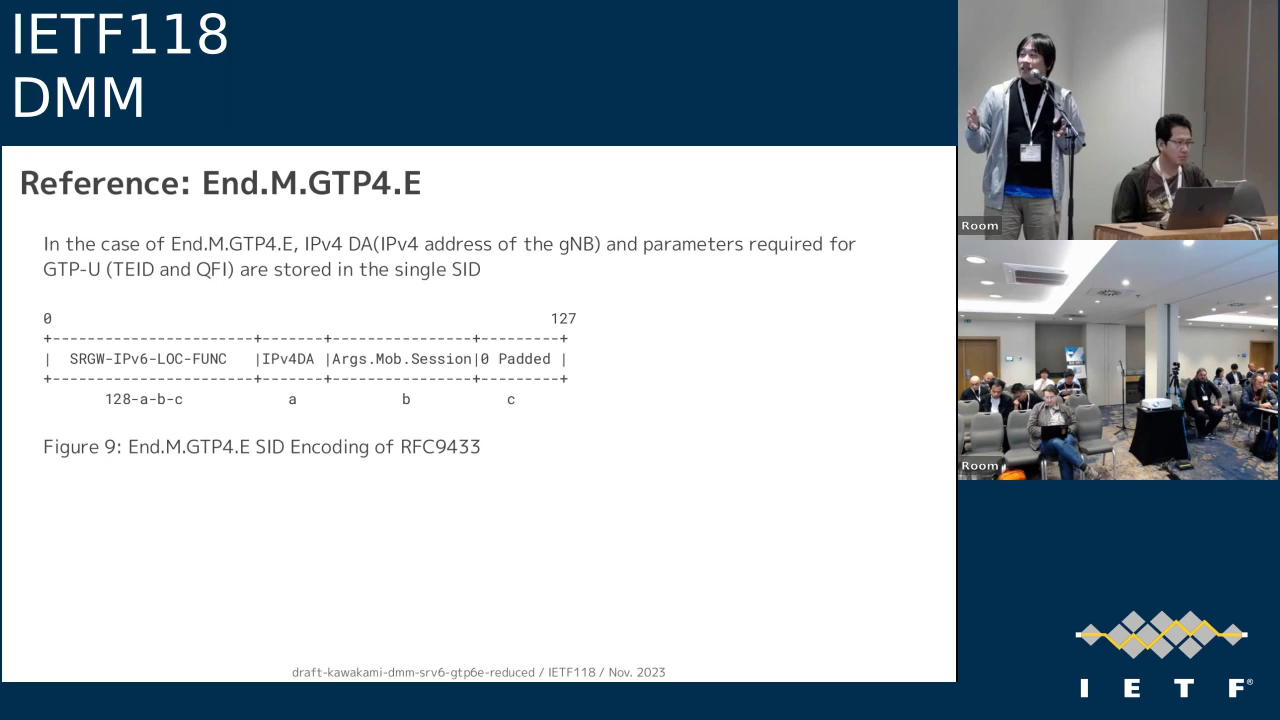 IETF118
DMM
Reference: End.M.GTP4.E
In the case of End.M.GTP4.E, IPv4 DA(IPv4 address of the gNB) and parameters required for
GTP-U (TEID and QFI) are stored in the single SID
0 127
+-----------------------+-------+----------------+---------+
| SRGW-IPv6-LOC-FUNC |IPv4DA |Args.Mob.Session|0 Padded |
+-----------------------+-------+----------------+---------+
128-a-b-c a b c
Figure 9: End.M.GTP4.E SID Encoding of RFC9433
draft-kawakami-dmm-srv6-gtp6e-reduced / IETF118 / Nov. 2023
Room
Room
I E T F®